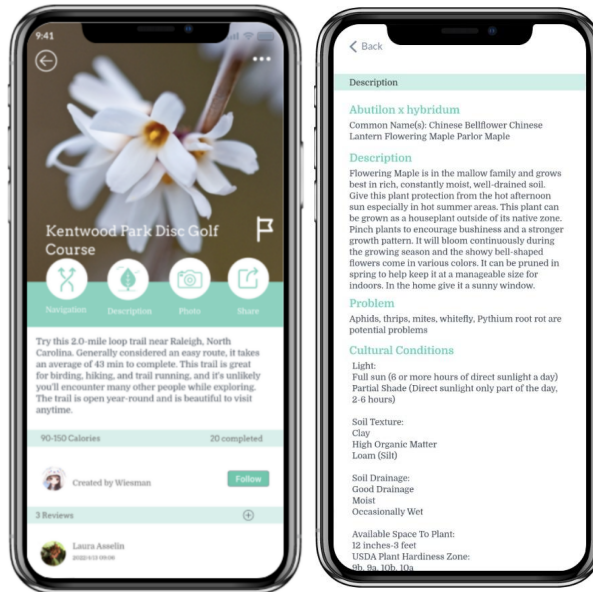 9:41
Kentwood Park Disc Golf
Course
Navigation
Description
Photo
Share
Try this 2.0-mile loop trail near Raleigh, North
Carolina. Generally considered an easy route, it takes
an average of 43 min to complete. This trail is great
for birding, hiking, and trail running, and it's unlikely
you'll encounter many other people while exploring.
The trail is open year-round and is beautiful to visit
anytime.
90-150 Calories
20 completed
Created by Wiesman
Follow
3 Reviews
Laura Asselin
Back
Description
Abutilon x hybridum
Common Name(s): Chinese Bellflower Chinese
Lantern Flowering Maple Parlor Maple
Description
Flowering Maple is in the mallow family and grows
best in rich, constantly moist, well-drained soil.
Give this plant protection from the hot afternoon
sun especially in hot summer areas. This plant can
be grown as a houseplant outside of its native zone.
Pinch plants to encourage bushiness and a stronger
growth pattern. It will bloom continuously during
the growing season and the showy bell-shaped
flowers come in various colors. It can be pruned in
spring to help keep it at a manageable size for
indoors. In the home give it a sunny window.
Problem
Aphids, thrips, mites, whitefly, Pythium root rot are
potential problems
Cultural Conditions
Light:
Full sun (6 or more hours of direct sunlight a day)
Partial Shade (Direct sunlight only part of the day,
2-6 hours)
Soil Texture:
Clay
High Organic Matter
Loam (Silt)
Soil Drainage:
Good Drainage
Moist
Occasionally Wet
Available Space To Plant:
12 inches-3 feet
USDA Plant Hardiness Zone:
9b, 9a, 10b, 10a